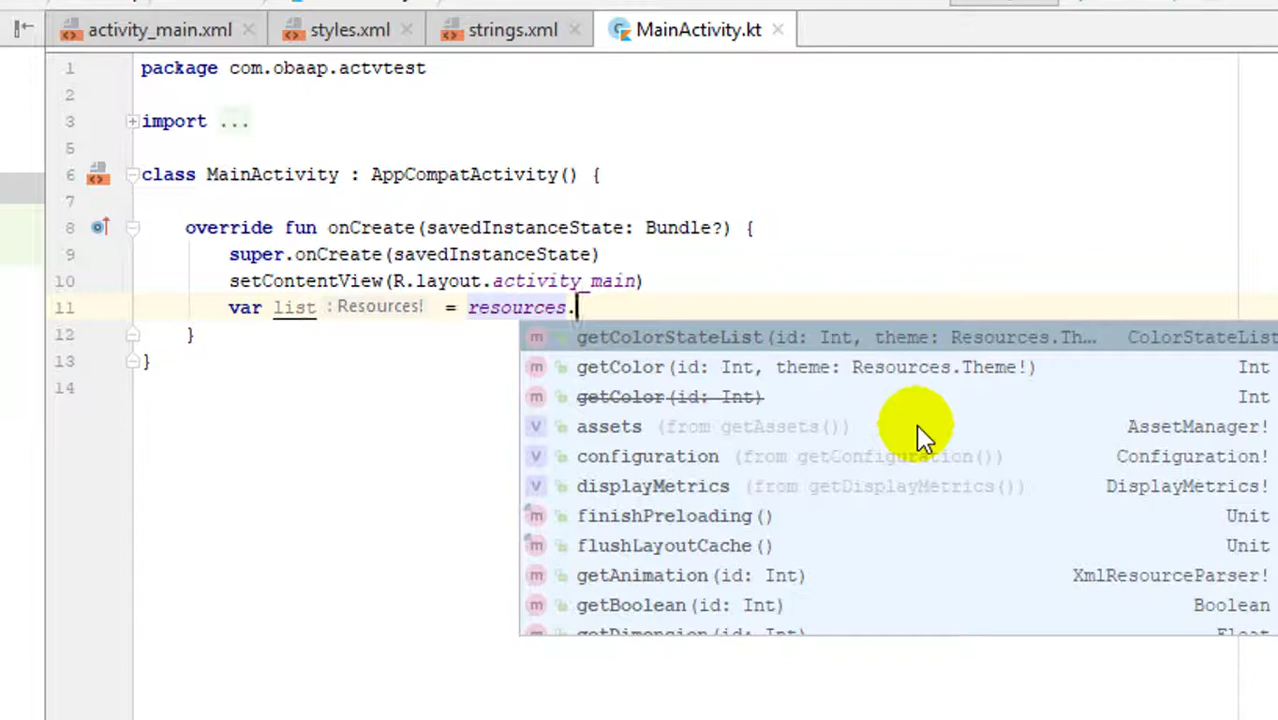 activity_main.xml styles.xml strings.xml MainActivity.kt
1 package com.obaap.actvtest
2
3 import ...
5
6 class MainActivity : AppCompatActivity() {
7
8 override fun onCreate(savedInstanceState: Bundle?) {
9 super.onCreate(savedInstanceState)
10 setContentView(R.layout.activity_main)
11 var list : Resources! = resources.
12 }
13 }
14
m getColorStateList(id: Int, theme: Resources.Th... ColorStateList
m getColor(id: Int, theme: Resources.Theme!) Int
m getColor(id: Int) Int
V assets (from getAssets()) AssetManager!
V configuration (from getConfiguration()) Configuration!
V displayMetrics (from getDisplayMetrics()) DisplayMetrics!
m finishPreloading() Unit
m flushLayoutCache() Unit
m getAnimation(id: Int) XmlResourceParser!
m getBoolean(id: Int) Boolean
getDimension(id: Int) Float